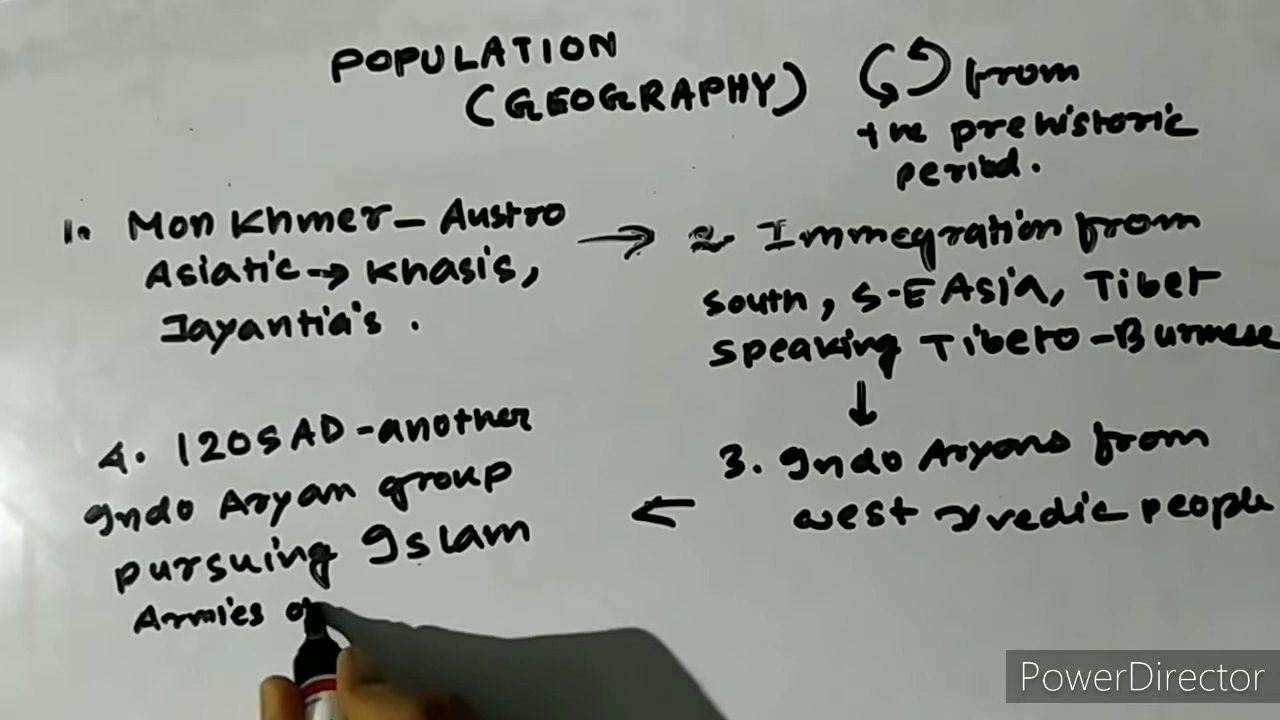 POPULATION
(GEOGRAPHY)
from
the prehistoric
period.
1. Mon Khmer - Austro
Asiatic → Khasis,
Jayantia's.
→ 2. Immegration from
South, S-E Asia, Tibet
speaking Tibeto-Burmese
↓
3. Indo Aryans from
west & vedic people
←
4. 1205 AD - another
Indo Aryan group
pursuing Islam
Armies
PowerDirector